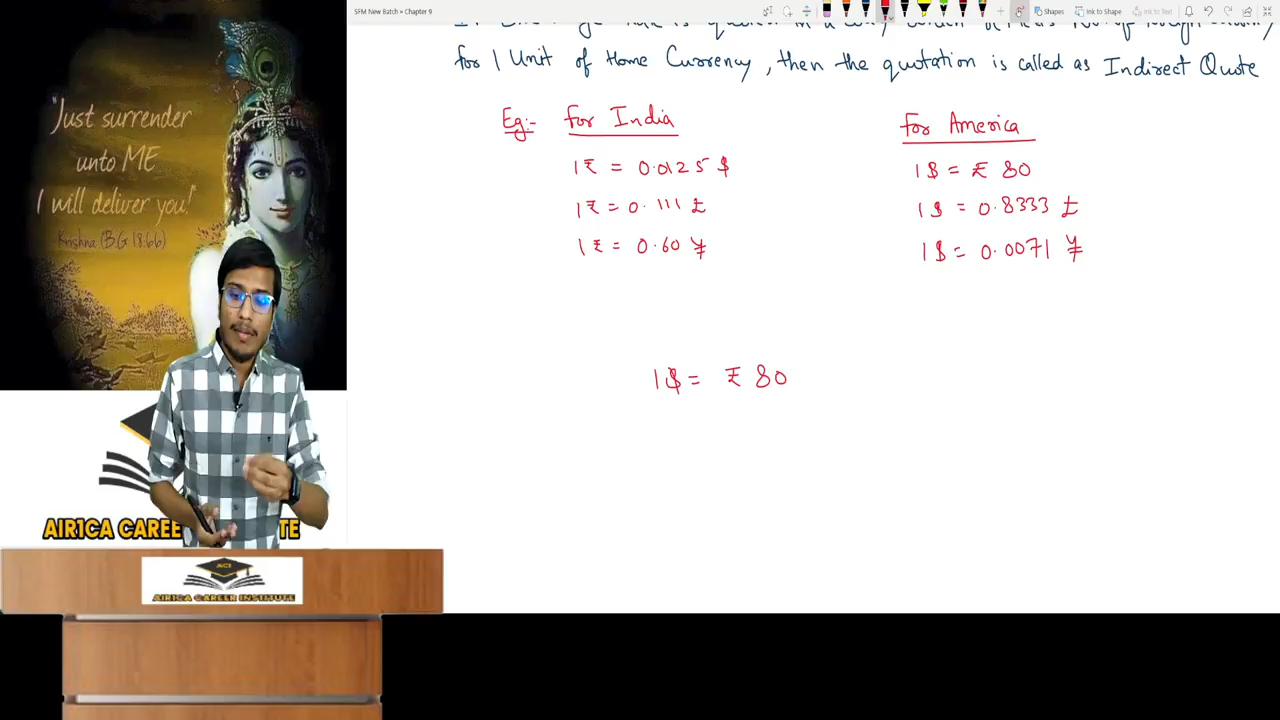 SFM New Batch » Chapter 9
Shapes
Ink to Shape
Ink to Text
for 1 Unit of Home Currency, then the quotation is called as Indirect Quote
Eg:- for India
1₹ = 0.0125 $
1₹ = 0.111 £
1₹ = 0.60 ¥
for America
1$ = ₹ 80
1$ = 0.8333 £
1$ = 0.0071 ¥
1$ = ₹ 80
"Just surrender
unto ME
I will deliver you!"
Krishna (B.G 18:66)
AIR1CA CAREE TE
ACI
AIR1CA CAREER INSTITUTE